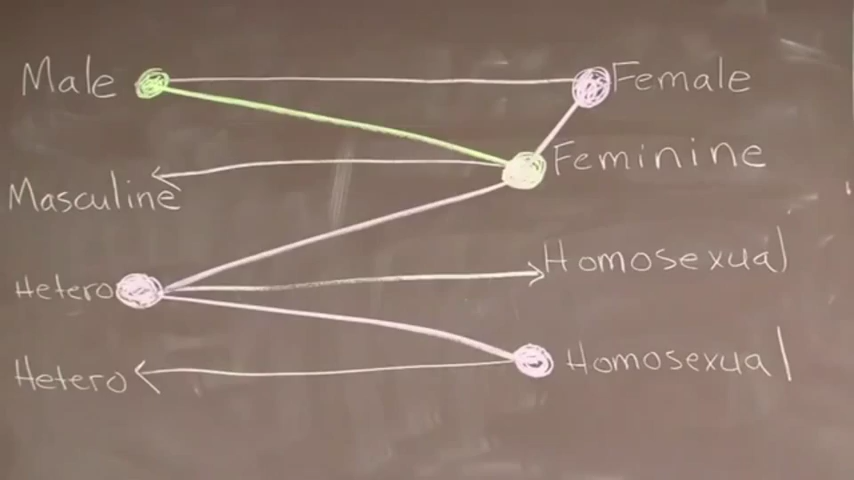 Male Female
Masculine Feminine
Hetero Homosexual
Hetero Homosexual